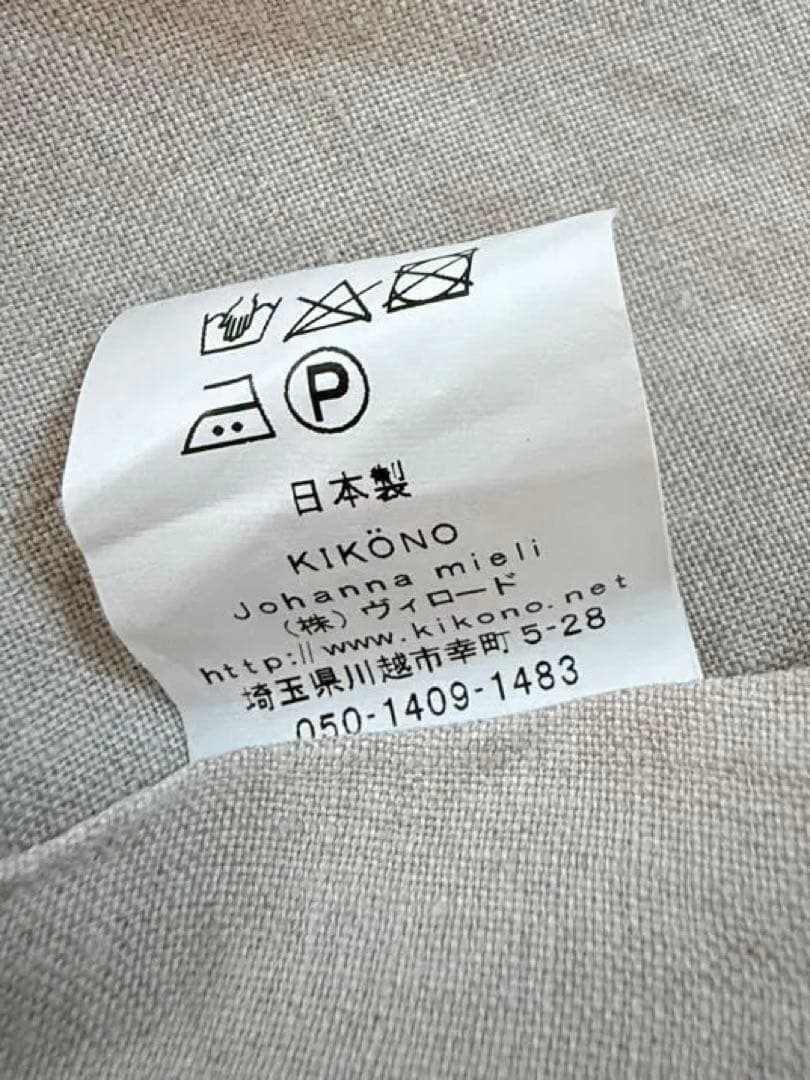 P
日本製
KIKÖNO
Johanna mieli
(株)ヴィロード
http://www.kikono.net
埼玉県川越市幸町5-28
050-1409-1483